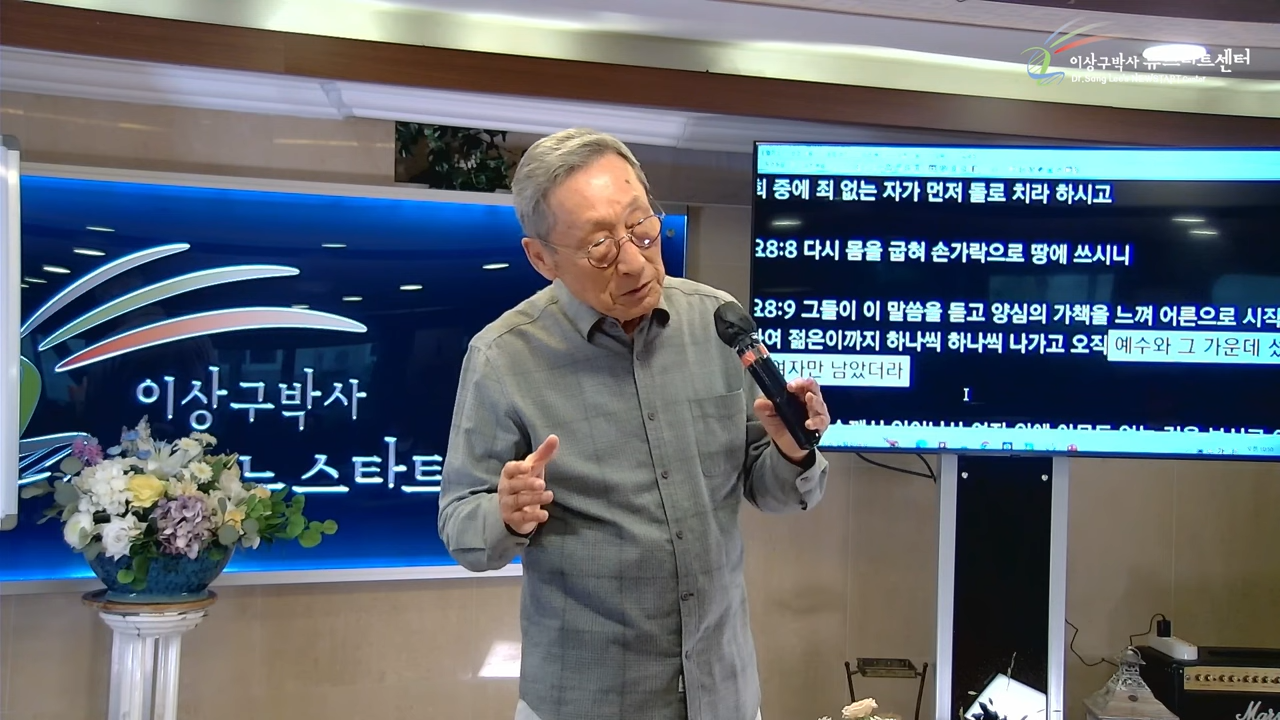 이상구박사 뉴스타트센터
회 중에 죄 없는 자가 먼저 돌로 치라 하시고
요8:8 다시 몸을 굽혀 손가락으로 땅에 쓰시니
요8:9 그들이 이 말씀을 듣고 양심의 가책을 느껴 어른으로 시작
하여 젊은이까지 하나씩 하나씩 나가고 오직 예수와 그 가운데 섯
여자만 남았더라
이상구박사
뉴스타트